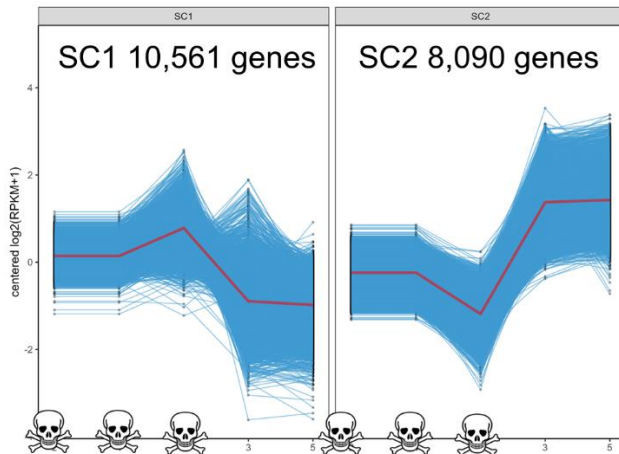 SC1
SC2
SC1 10,561 genes
SC2 8,090 genes
centered log2(RPKM+1)
4
2
0
-2
3
5
3
5